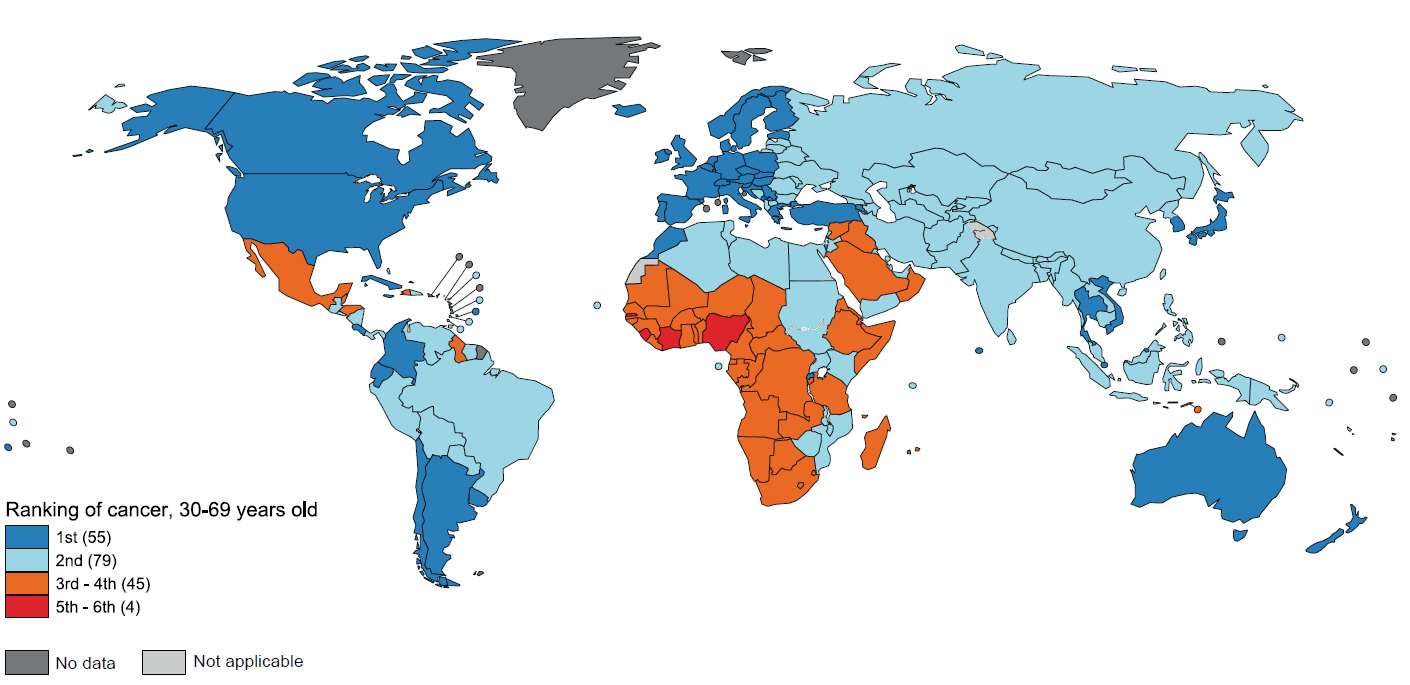 Ranking of cancer, 30-69 years old
1st (55)
2nd (79)
3rd - 4th (45)
5th - 6th (4)
No data
Not applicable